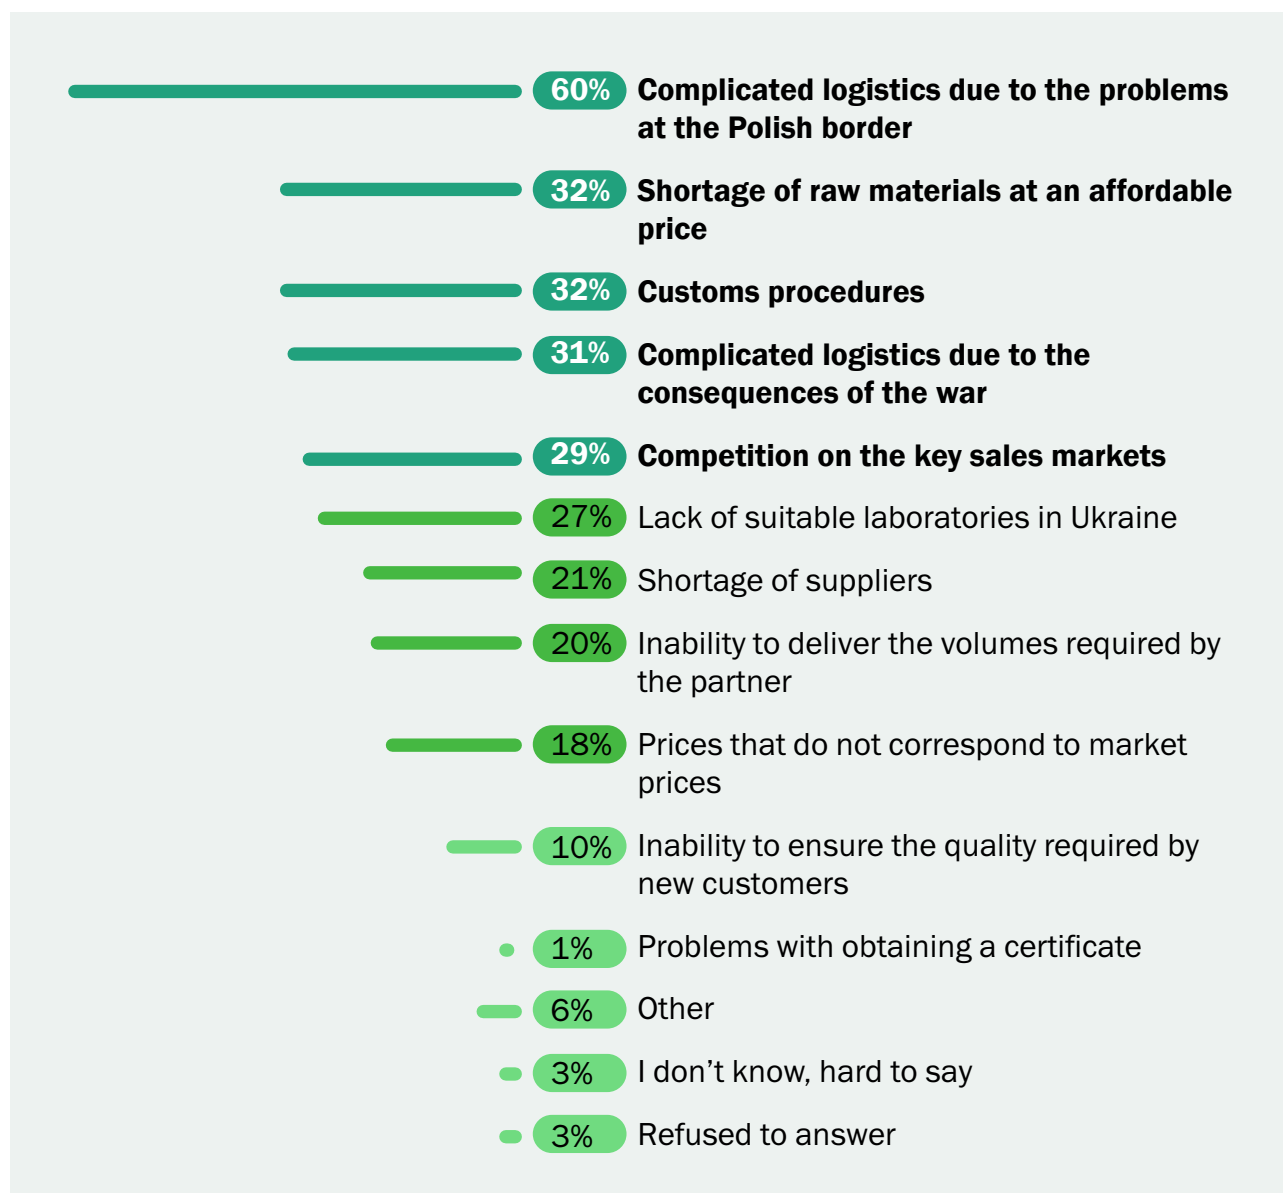 60% Complicated logistics due to the problems
at the Polish border
32% Shortage of raw materials at an affordable
price
32% Customs procedures
31% Complicated logistics due to the
consequences of the war
29% Competition on the key sales markets
27% Lack of suitable laboratories in Ukraine
21% Shortage of suppliers
20% Inability to deliver the volumes required by
the partner
18% Prices that do not correspond to market
prices
10% Inability to ensure the quality required by
new customers
1% Problems with obtaining a certificate
6% Other
3% I don’t know, hard to say
3% Refused to answer